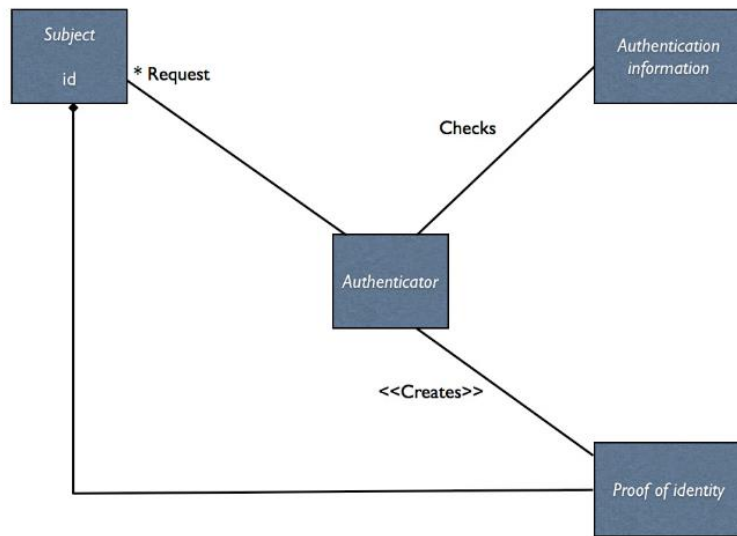 Subject
id
* Request
Authentication
information
Checks
Authenticator
<<Creates>>
Proof of identity